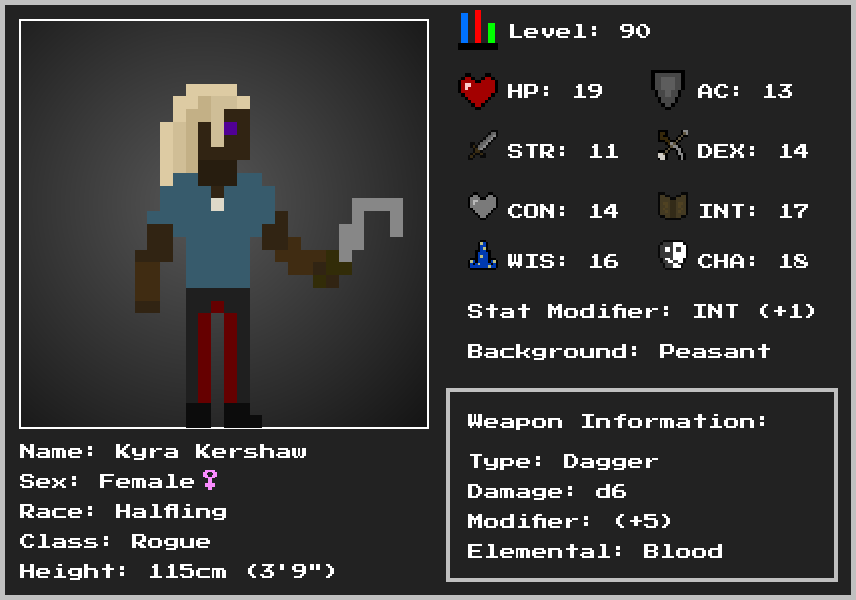 Level: 90
HP: 19 AC: 13
STR: 11 DEX: 14
CON: 14 INT: 17
WIS: 16 CHA: 18
Stat Modifier: INT (+1)
Background: Peasant
Weapon Information:
Type: Dagger
Damage: d6
Modifier: (+5)
Elemental: Blood
Name: Kyra Kershaw
Sex: Female♀
Race: Halfling
Class: Rogue
Height: 115cm (3'9")